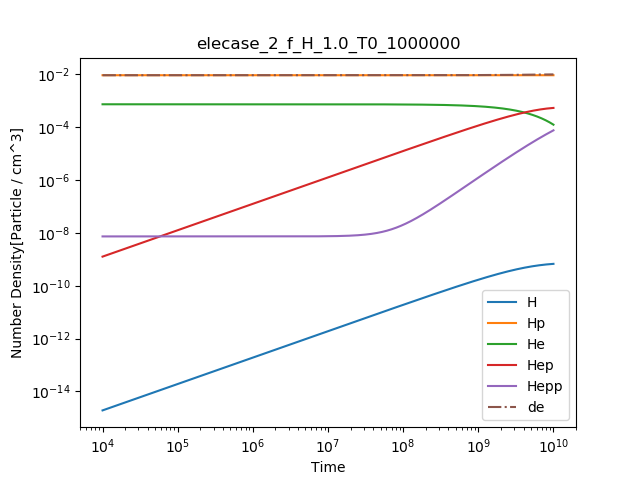 elecase_2_f_H_1.0_T0_1000000
Number Density[Particle / cm^3]
10^-2
10^-4
10^-6
10^-8
10^-10
10^-12
10^-14
H
Hp
He
Hep
Hepp
de
10^4 10^5 10^6 10^7 10^8 10^9 10^10
Time